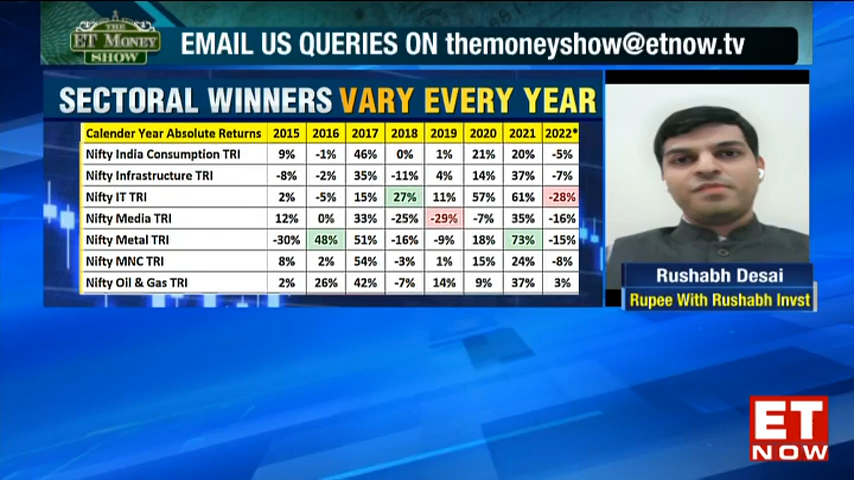 THE
ET MONEY
SHOW
EMAIL US QUERIES ON themoneyshow@etnow.tv
SECTORAL WINNERS VARY EVERY YEAR
Calender Year Absolute Returns 2015 2016 2017 2018 2019 2020 2021 2022*
Nifty India Consumption TRI 9% -1% 46% 0% 1% 21% 20% -5%
Nifty Infrastructure TRI -8% -2% 35% -11% 4% 14% 37% -7%
Nifty IT TRI 2% -5% 15% 27% 11% 57% 61% -28%
Nifty Media TRI 12% 0% 33% -25% -29% -7% 35% -16%
Nifty Metal TRI -30% 48% 51% -16% -9% 18% 73% -15%
Nifty MNC TRI 8% 2% 54% -3% 1% 15% 24% -8%
Nifty Oil & Gas TRI 2% 26% 42% -7% 14% 9% 37% 3%
Rushabh Desai
Rupee With Rushabh Invst
ET
NOW